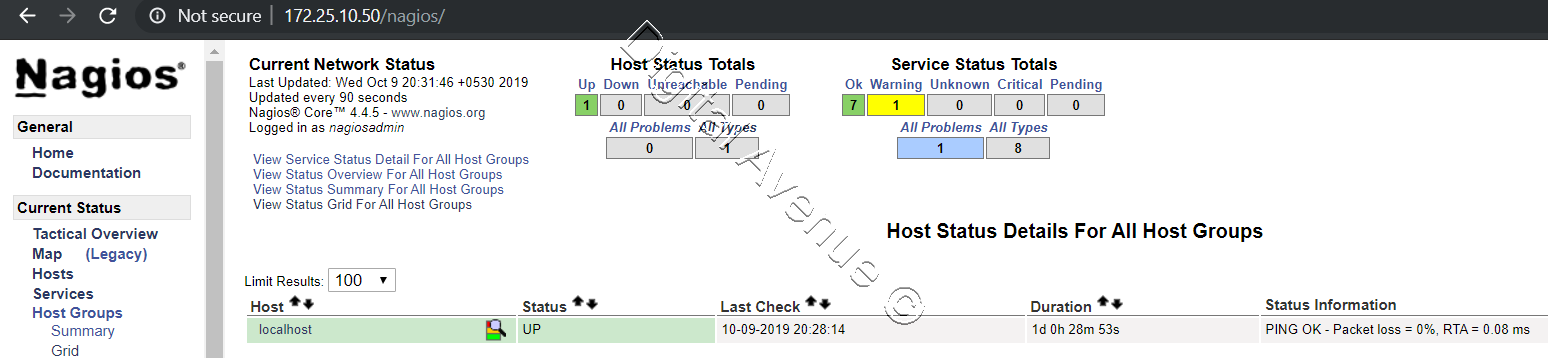 Not secure | 172.25.10.50/nagios/
Nagios®
General
Home
Documentation
Current Status
Tactical Overview
Map (Legacy)
Hosts
Services
Host Groups
Summary
Grid
Current Network Status
Last Updated: Wed Oct 9 20:31:46 +0530 2019
Updated every 90 seconds
Nagios® Core™ 4.4.5 - www.nagios.org
Logged in as nagiosadmin
View Service Status Detail For All Host Groups
View Status Overview For All Host Groups
View Status Summary For All Host Groups
View Status Grid For All Host Groups
Host Status Totals
Up Down Unreachable Pending
1 0 0 0
All Problems All Types
0 1
Service Status Totals
Ok Warning Unknown Critical Pending
7 1 0 0 0
All Problems All Types
1 8
Digital Avenue ©
Host Status Details For All Host Groups
Limit Results: 100
Host Status Last Check Duration Status Information
localhost UP 10-09-2019 20:28:14 1d 0h 28m 53s PING OK - Packet loss = 0%, RTA = 0.08 ms